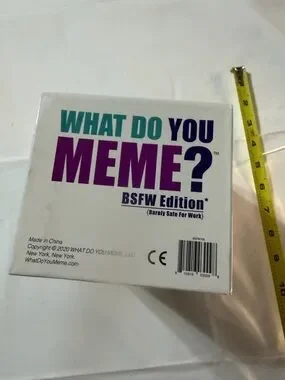 WHAT DO YOU
MEME?™
BSFW Edition*
(Barely Safe For Work)
Made in China
Copyright © 2020 WHAT DO YOU MEME
New York, New York
WhatDoYouMeme.com
CE